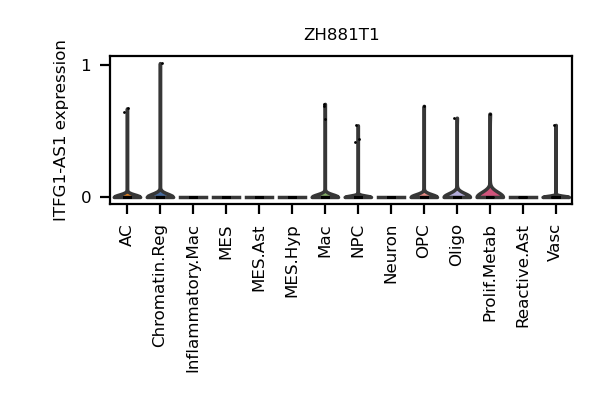 ZH881T1
ITFG1-AS1 expression
1
0
AC
Chromatin.Reg
Inflammatory.Mac
MES
MES.Ast
MES.Hyp
Mac
NPC
Neuron
OPC
Oligo
Prolif.Metab
Reactive.Ast
Vasc